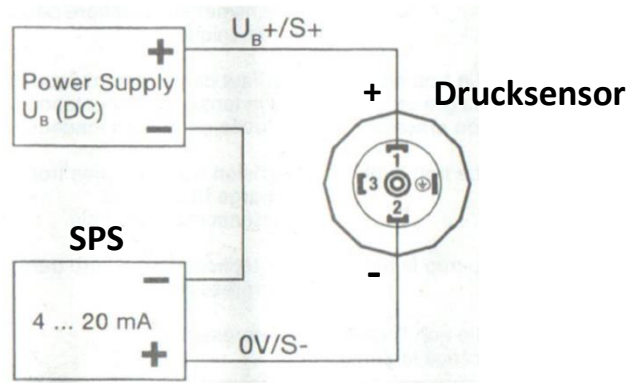 U_B+/S+
+
Power Supply
U_B (DC)
−
+ Drucksensor
1
3
2
SPS
−
4 ... 20 mA
+
-
0V/S-